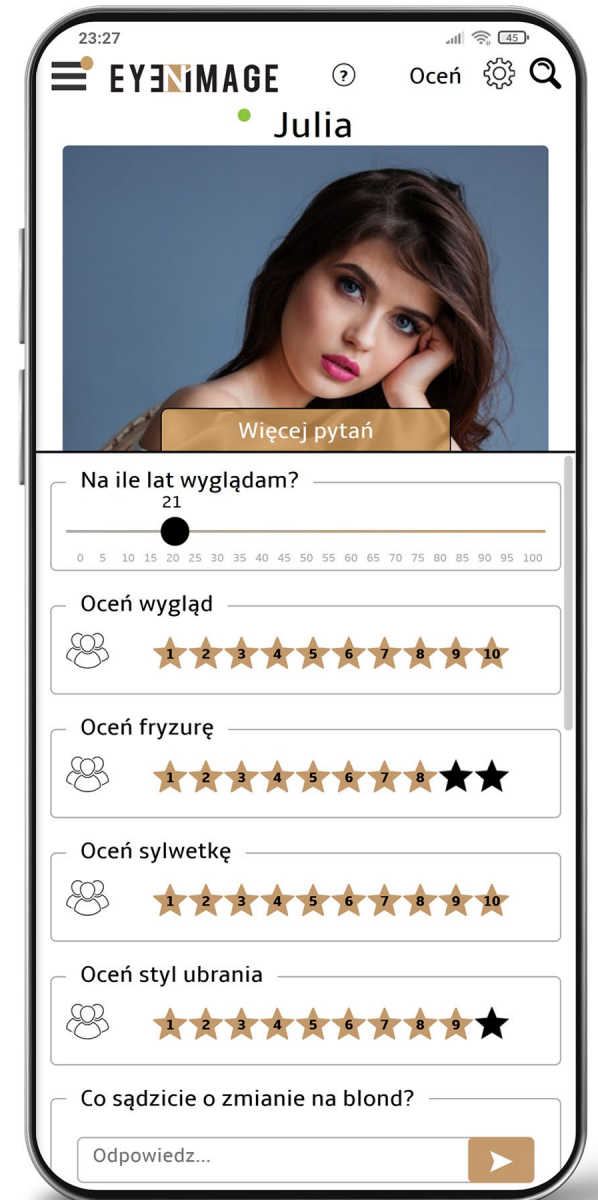 23:27
45
EYENIMAGE
?
Oceń
Julia
Więcej pytań
Na ile lat wyglądam?
21
0 5 10 15 20 25 30 35 40 45 50 55 60 65 70 75 80 85 90 95 100
Oceń wygląd
1 2 3 4 5 6 7 8 9 10
Oceń fryzurę
1 2 3 4 5 6 7 8
Oceń sylwetkę
1 2 3 4 5 6 7 8 9 10
Oceń styl ubrania
1 2 3 4 5 6 7 8 9
Co sądzicie o zmianie na blond?
Odpowiedz...